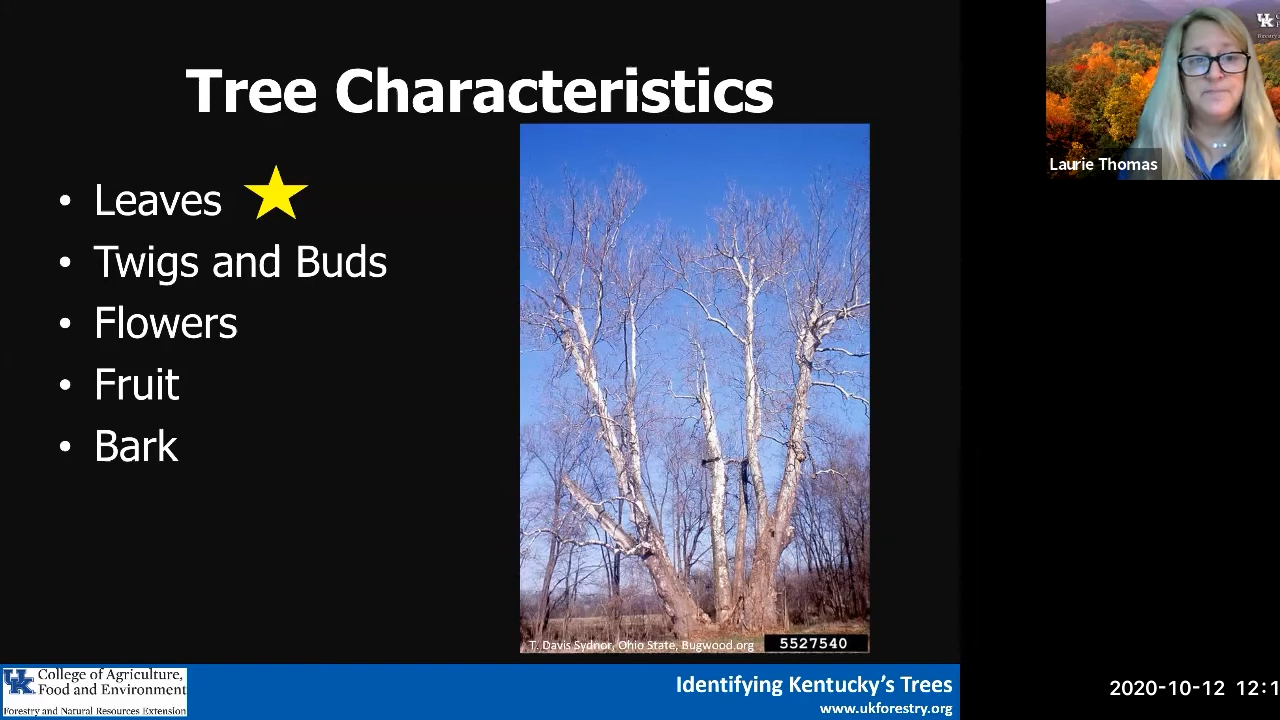 Tree Characteristics
• Leaves
• Twigs and Buds
• Flowers
• Fruit
• Bark
T. Davis Sydnor, Ohio State, Bugwood.org
5527540
UK
College of Agriculture,
Food and Environment
Forestry and Natural Resources Extension
Identifying Kentucky's Trees
www.ukforestry.org
UK
Laurie Thomas
2020-10-12 12:1